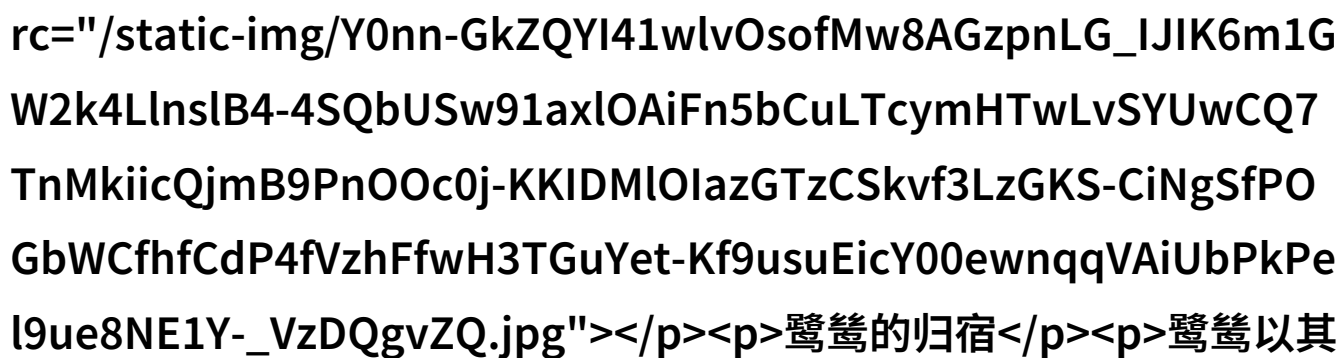 rc="/static-img/Y0nn-GkZQYI41wlvOsofMw8AGzpnLG_IJIK6m1G
W2k4LlnslB4-4SQbUSw91axlOAiFn5bCuLTcymHTwLvSYUwCQ7
TnMkiicQjmB9PnOOc0j-KKIDMlOIazGTzCSkvf3LzGKS-CiNgSfPO
GbWCfhfCdP4fVzhFfwH3TGuYet-Kf9usuEicY00ewnqqVAiUbPkPe
l9ue8NE1Y-_VzDQgvZQ.jpg"></p><p>鹭鸶的归宿</p><p>鹭鸶以其